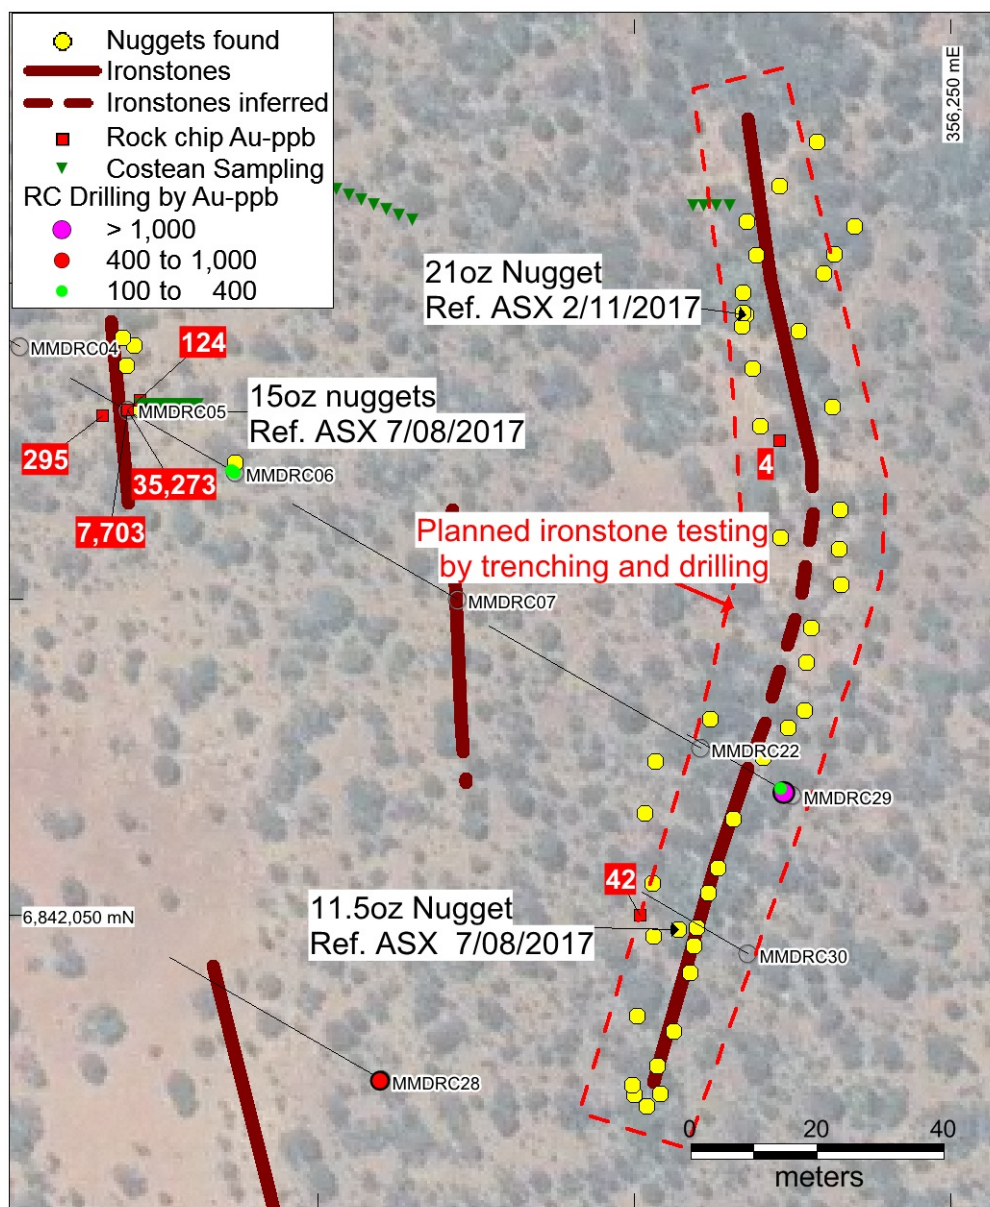 Nuggets found
Ironstones
Ironstones inferred
Rock chip Au-ppb
Costean Sampling
RC Drilling by Au-ppb
> 1,000
400 to 1,000
100 to 400
356,250 mE
21oz Nugget
Ref. ASX 2/11/2017
MMDRC04
124
MMDRC05
15oz nuggets
Ref. ASX 7/08/2017
295
MMDRC06
35,273
7,703
4
Planned ironstone testing
by trenching and drilling
MMDRC07
MMDRC22
MMDRC29
42
6,842,050 mN
11.5oz Nugget
Ref. ASX 7/08/2017
MMDRC30
MMDRC28
0 20 40
meters